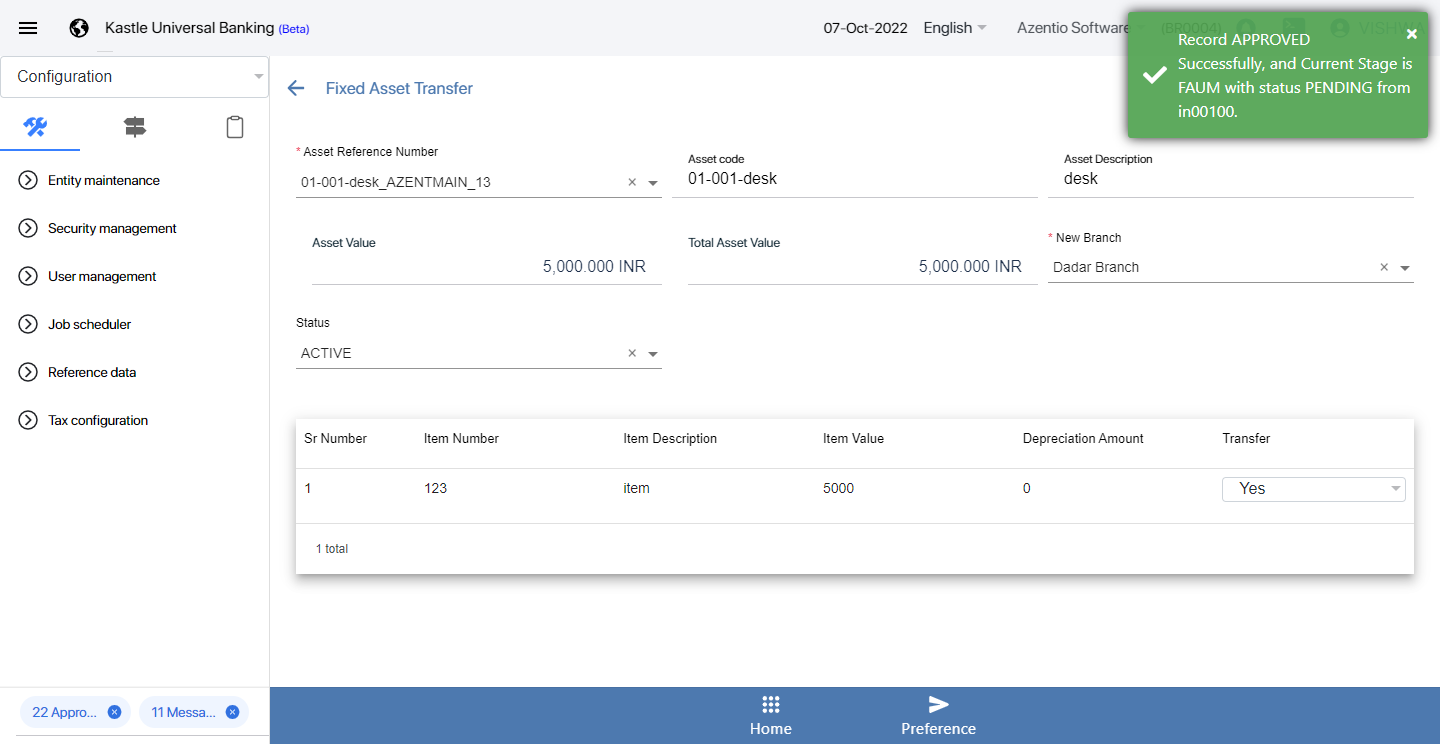 Kastle Universal Banking (Beta)
07-Oct-2022
English
Azentio Software
(BR0004)
VISHWA
Record APPROVED
Successfully, and Current Stage is
FAUM with status PENDING from
in00100.
Configuration
Entity maintenance
Security management
User management
Job scheduler
Reference data
Tax configuration
22 Appro...
11 Messa...
Fixed Asset Transfer
* Asset Reference Number
01-001-desk_AZENTMAIN_13
Asset code
01-001-desk
Asset Description
desk
Asset Value
5,000.000 INR
Total Asset Value
5,000.000 INR
* New Branch
Dadar Branch
Status
ACTIVE
Sr Number Item Number Item Description Item Value Depreciation Amount Transfer
1 123 item 5000 0 Yes
1 total
Home
Preference